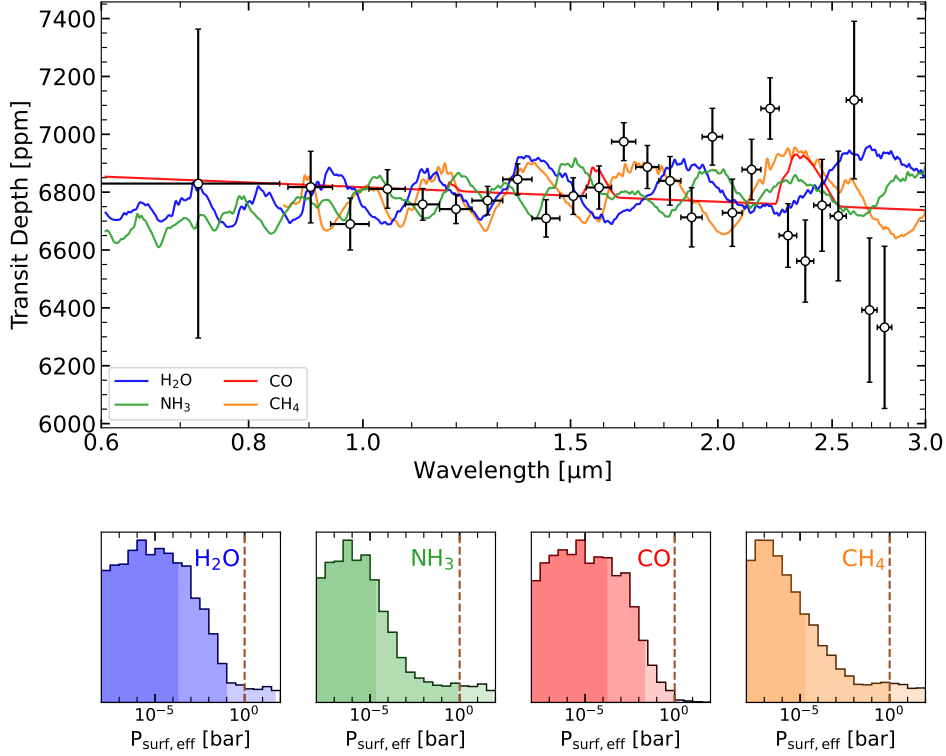 7400
7200
7000
6800
6600
6400
6200
6000
Transit Depth [ppm]
H₂O
NH₃
CO
CH₄
0.6 0.8 1.0 1.5 2.0 2.5 3.0
Wavelength [µm]
H₂O NH₃ CO CH₄
10⁻⁵ 10⁰ 10⁻⁵ 10⁰ 10⁻⁵ 10⁰ 10⁻⁵ 10⁰
P_surf, eff [bar] P_surf, eff [bar] P_surf, eff [bar] P_surf, eff [bar]